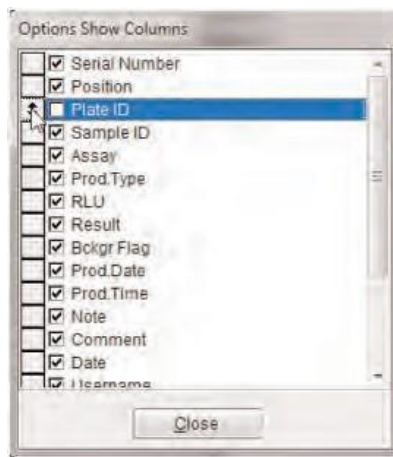 Options Show Columns
Serial Number
Position
Plate ID
Sample ID
Assay
Prod.Type
RLU
Result
Bckgr Flag
Prod.Date
Prod.Time
Note
Comment
Date
Username
Close